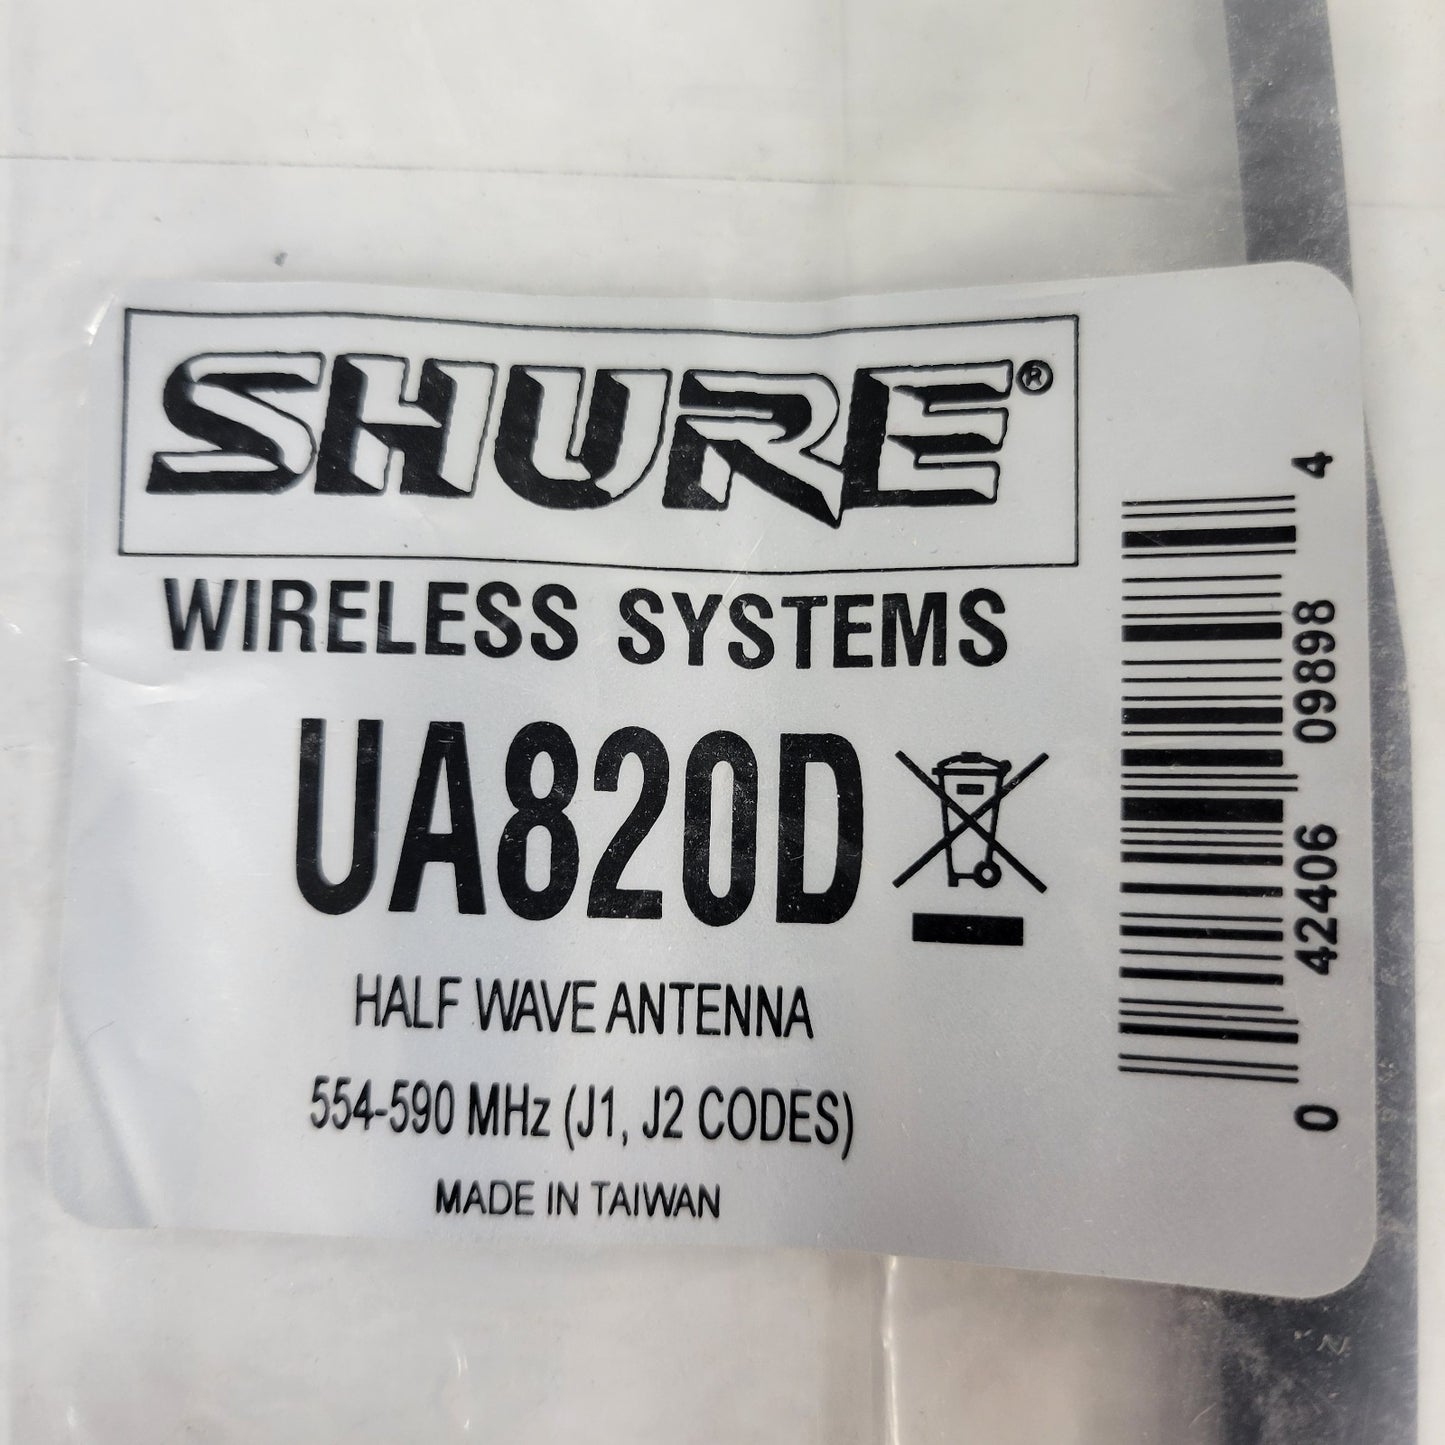 SHURE®
WIRELESS SYSTEMS
UA820D
HALF WAVE ANTENNA
554-590 MHz (J1, J2 CODES)
MADE IN TAIWAN
0 42406 09898 4